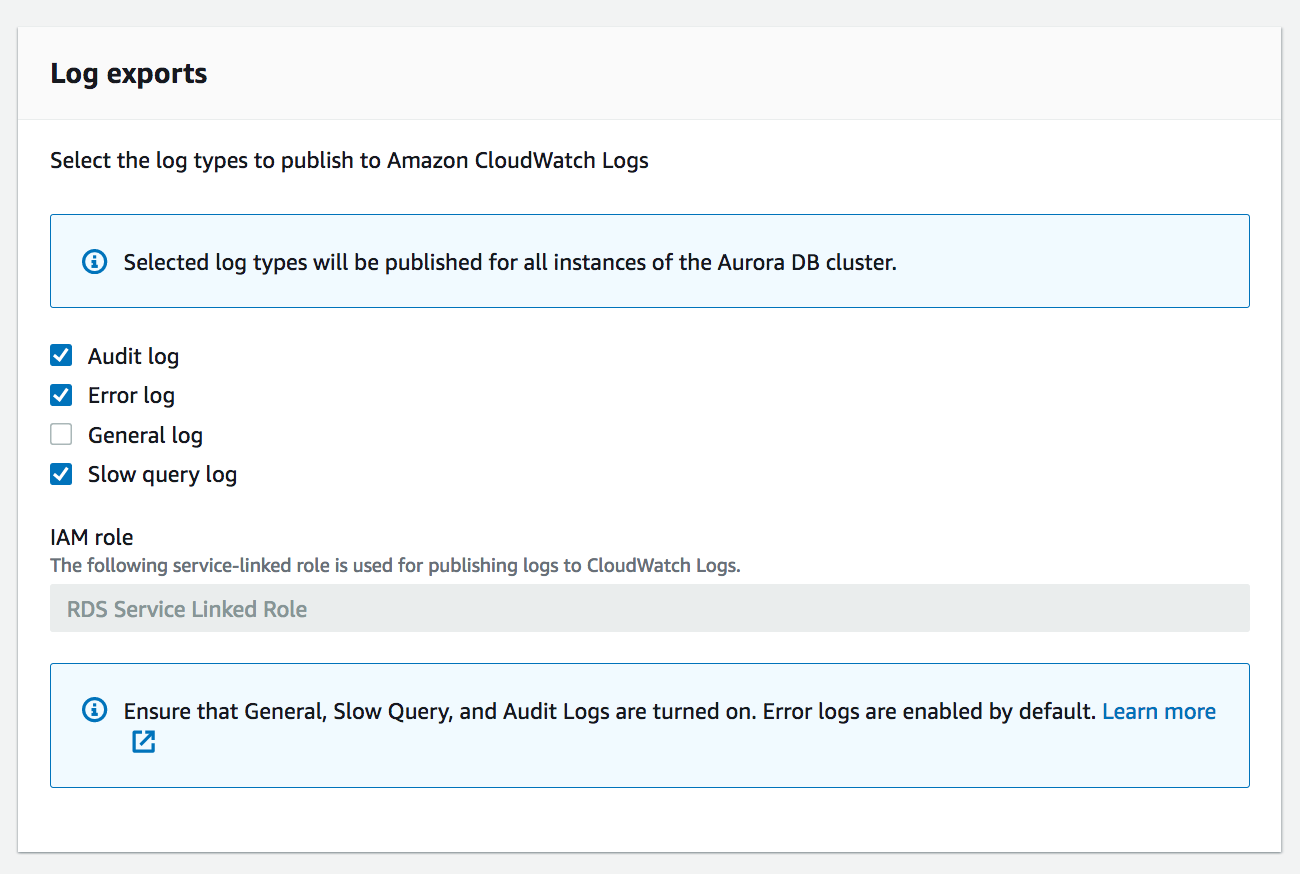 Log exports
Select the log types to publish to Amazon CloudWatch Logs
Selected log types will be published for all instances of the Aurora DB cluster.
Audit log
Error log
General log
Slow query log
IAM role
The following service-linked role is used for publishing logs to CloudWatch Logs.
RDS Service Linked Role
Ensure that General, Slow Query, and Audit Logs are turned on. Error logs are enabled by default. Learn more